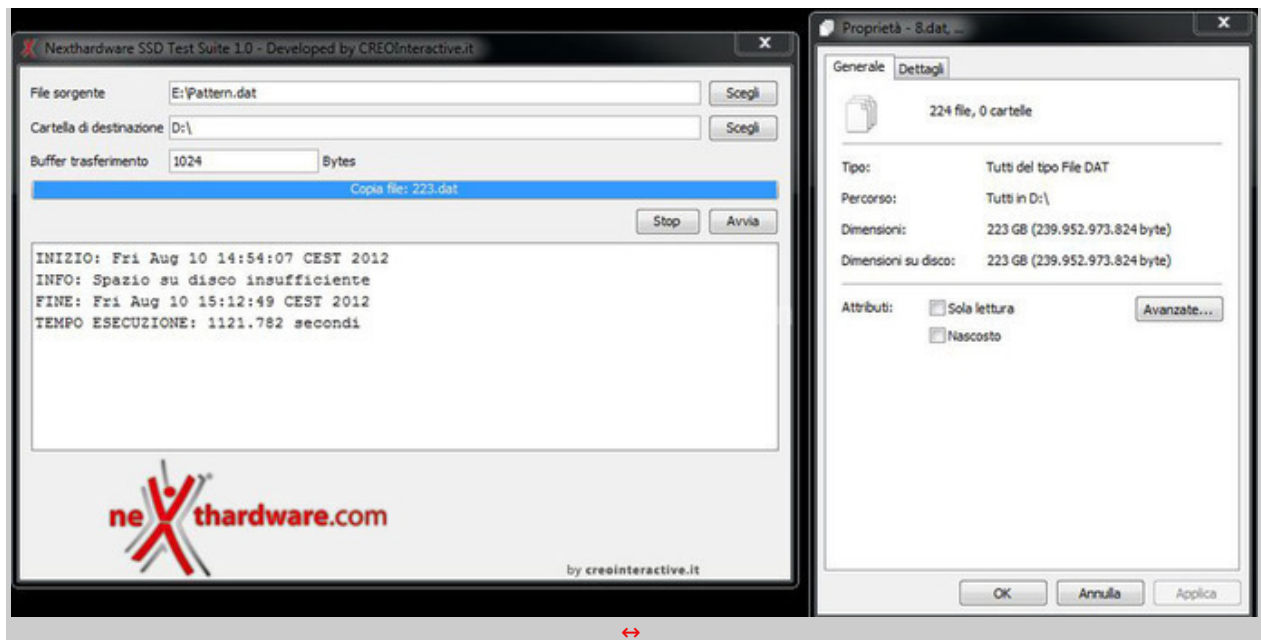 Nexthardware SSD Test Suite 1.0 - Developed by CREOInteractive.it
File sorgente E:\Pattern.dat Scegli
Cartella di destinazione D:\ Scegli
Buffer trasferimento 1024 Bytes
Copia file: 223.dat
Stop Avvia
INIZIO: Fri Aug 10 14:54:07 CEST 2012
INFO: Spazio su disco insufficiente
FINE: Fri Aug 10 15:12:49 CEST 2012
TEMPO ESECUZIONE: 1121.782 secondi
nexthardware.com
by creointeractive.it
Proprietà - 8.dat, ...
Generale Dettagli
224 file, 0 cartelle
Tipo: Tutti del tipo File DAT
Percorso: Tutti in D:\
Dimensioni: 223 GB (239.952.973.824 byte)
Dimensioni su disco: 223 GB (239.952.973.824 byte)
Attributi: Sola lettura Avanzate...
Nascosto
OK Annulla Applica